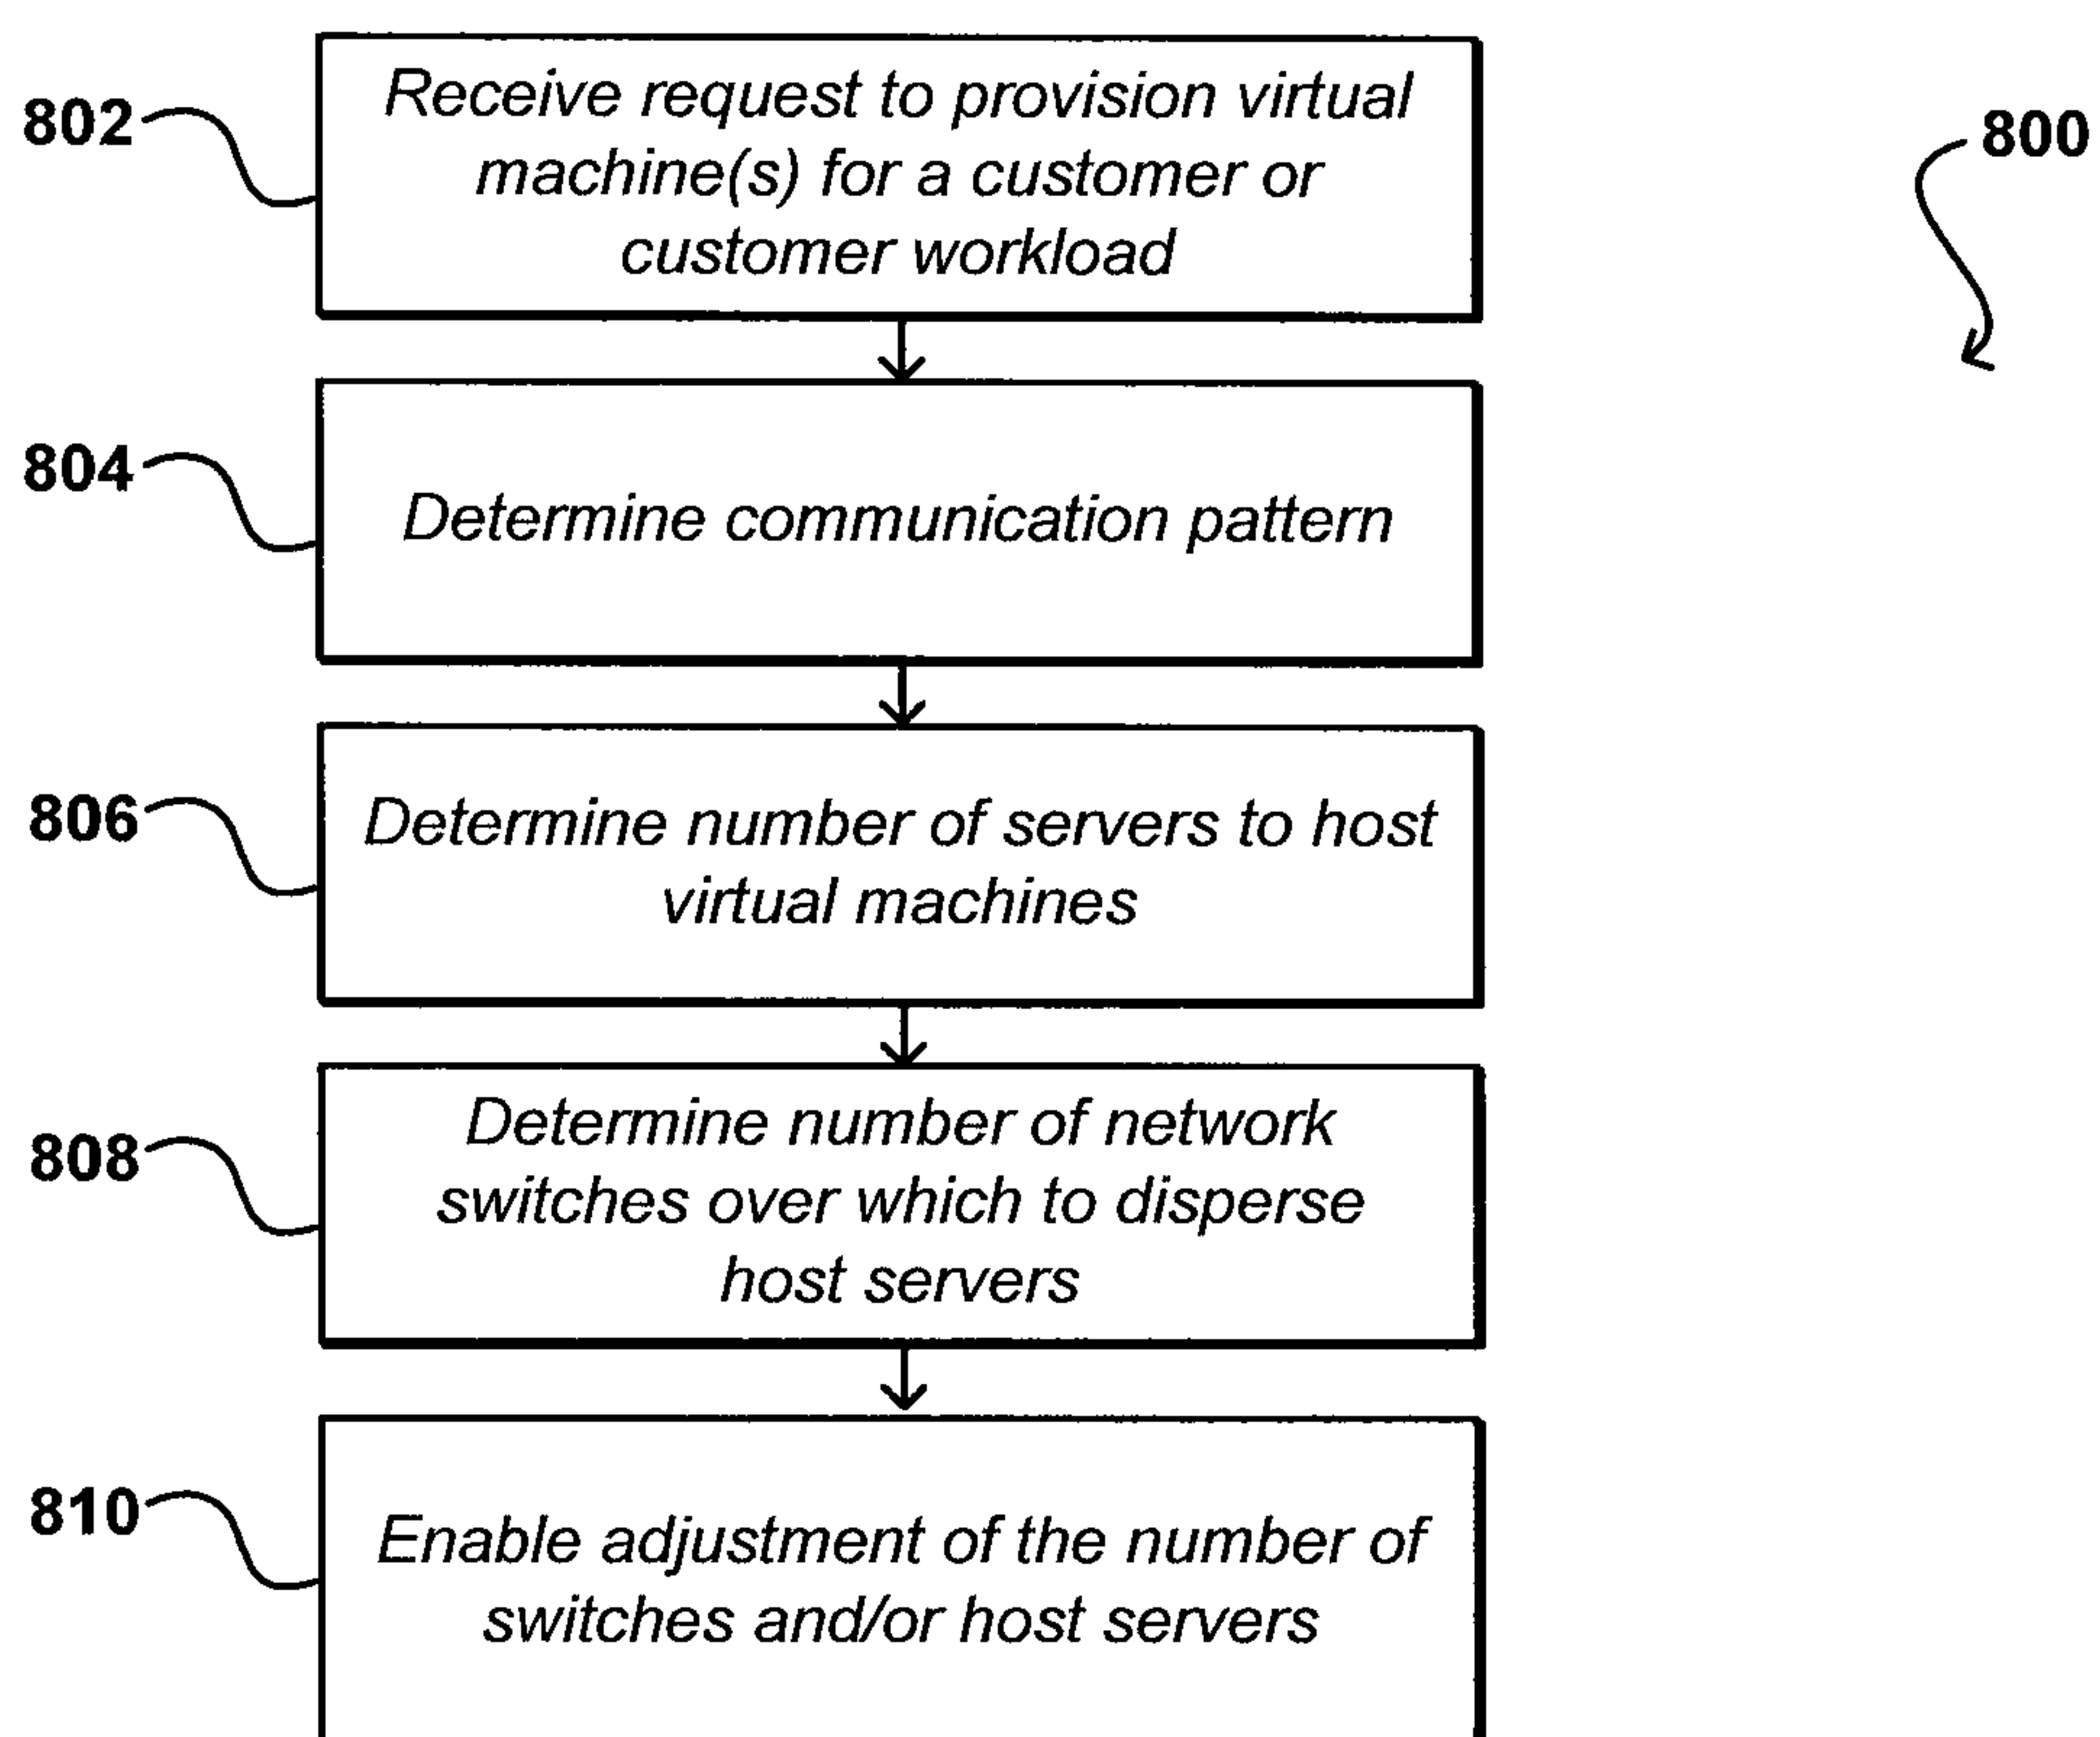 802
Receive request to provision virtual
machine(s) for a customer or
customer workload
800
804
Determine communication pattern
806
Determine number of servers to host
virtual machines
808
Determine number of network
switches over which to disperse
host servers
810
Enable adjustment of the number of
switches and/or host servers